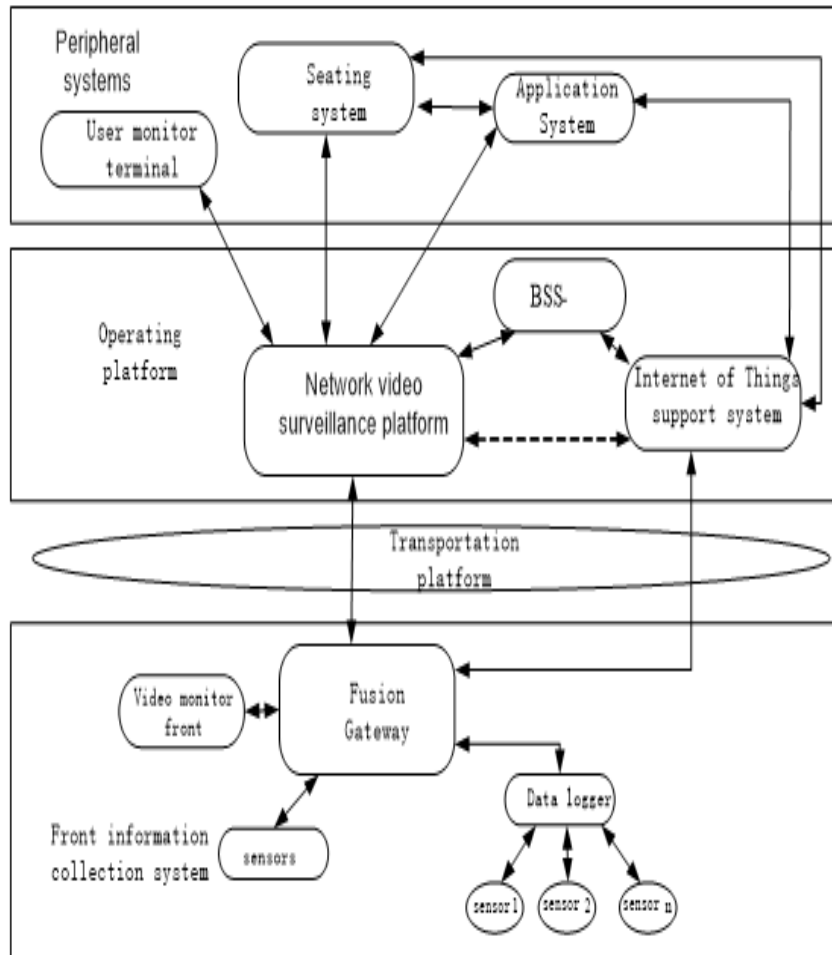 Peripheral
systems
Seating
system
Application
System
User monitor
terminal
BSS-
Operating
platform
Network video
surveillance platform
Internet of Things
support system
Transportation
platform
Video monitor
front
Fusion
Gateway
Data logger
Front information
collection system
sensors
sensor1
sensor 2
sensor n